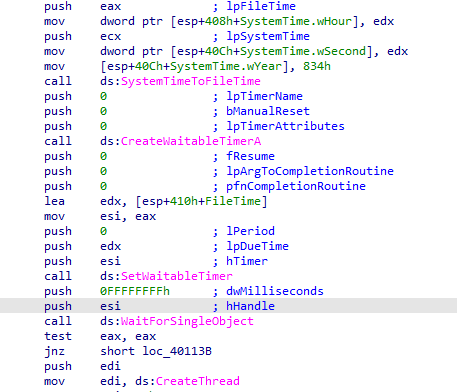 push eax ; lpFileTime
mov dword ptr [esp+408h+SystemTime.wHour], edx
push ecx ; lpSystemTime
mov dword ptr [esp+40Ch+SystemTime.wSecond], edx
mov [esp+40Ch+SystemTime.wYear], 834h
call ds:SystemTimeToFileTime
push 0 ; lpTimerName
push 0 ; bManualReset
push 0 ; lpTimerAttributes
call ds:CreateWaitableTimerA
push 0 ; fResume
push 0 ; lpArgToCompletionRoutine
push 0 ; pfnCompletionRoutine
lea edx, [esp+410h+FileTime]
mov esi, eax
push 0 ; lPeriod
push edx ; lpDueTime
push esi ; hTimer
call ds:SetWaitableTimer
push 0FFFFFFFFh ; dwMilliseconds
push esi ; hHandle
call ds:WaitForSingleObject
test eax, eax
jnz short loc_40113B
push edi
mov edi, ds:CreateThread